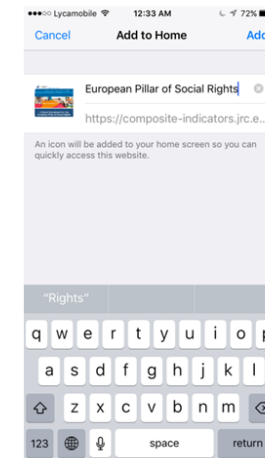 Lycamobile 12:33 AM 72%
Cancel Add to Home Add
European Pillar of Social Rights
https://composite-indicators.jrc.e...
An icon will be added to your home screen so you can
quickly access this website.
"Rights"
q w e r t y u i o p
a s d f g h j k l
z x c v b n m
123 space return